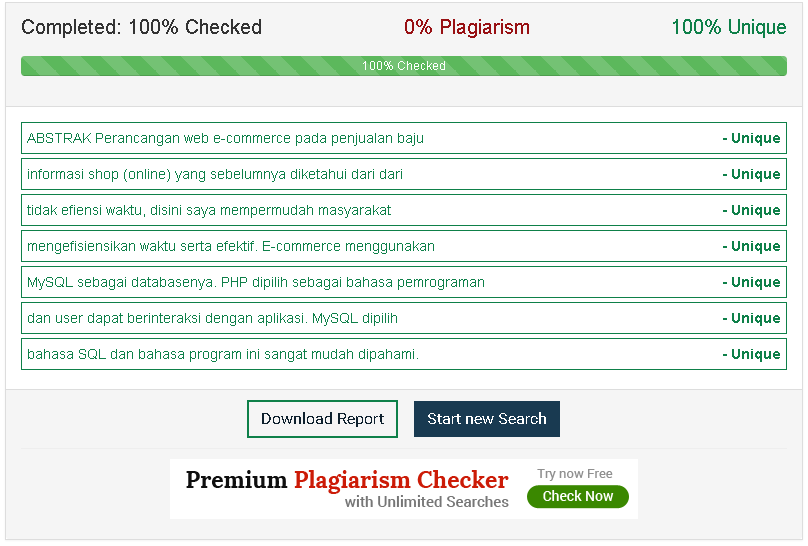 Completed: 100% Checked 0% Plagiarism 100% Unique
100% Checked
ABSTRAK Perancangan web e-commerce pada penjualan baju - Unique
informasi shop (online) yang sebelumnya diketahui dari dari - Unique
tidak efiensi waktu, disini saya mempermudah masyarakat - Unique
mengefisiensikan waktu serta efektif. E-commerce menggunakan - Unique
MySQL sebagai databasenya. PHP dipilih sebagai bahasa pemrograman - Unique
dan user dapat berinteraksi dengan aplikasi. MySQL dipilih - Unique
bahasa SQL dan bahasa program ini sangat mudah dipahami. - Unique
Download Report Start new Search
Premium Plagiarism Checker Try now Free
with Unlimited Searches Check Now